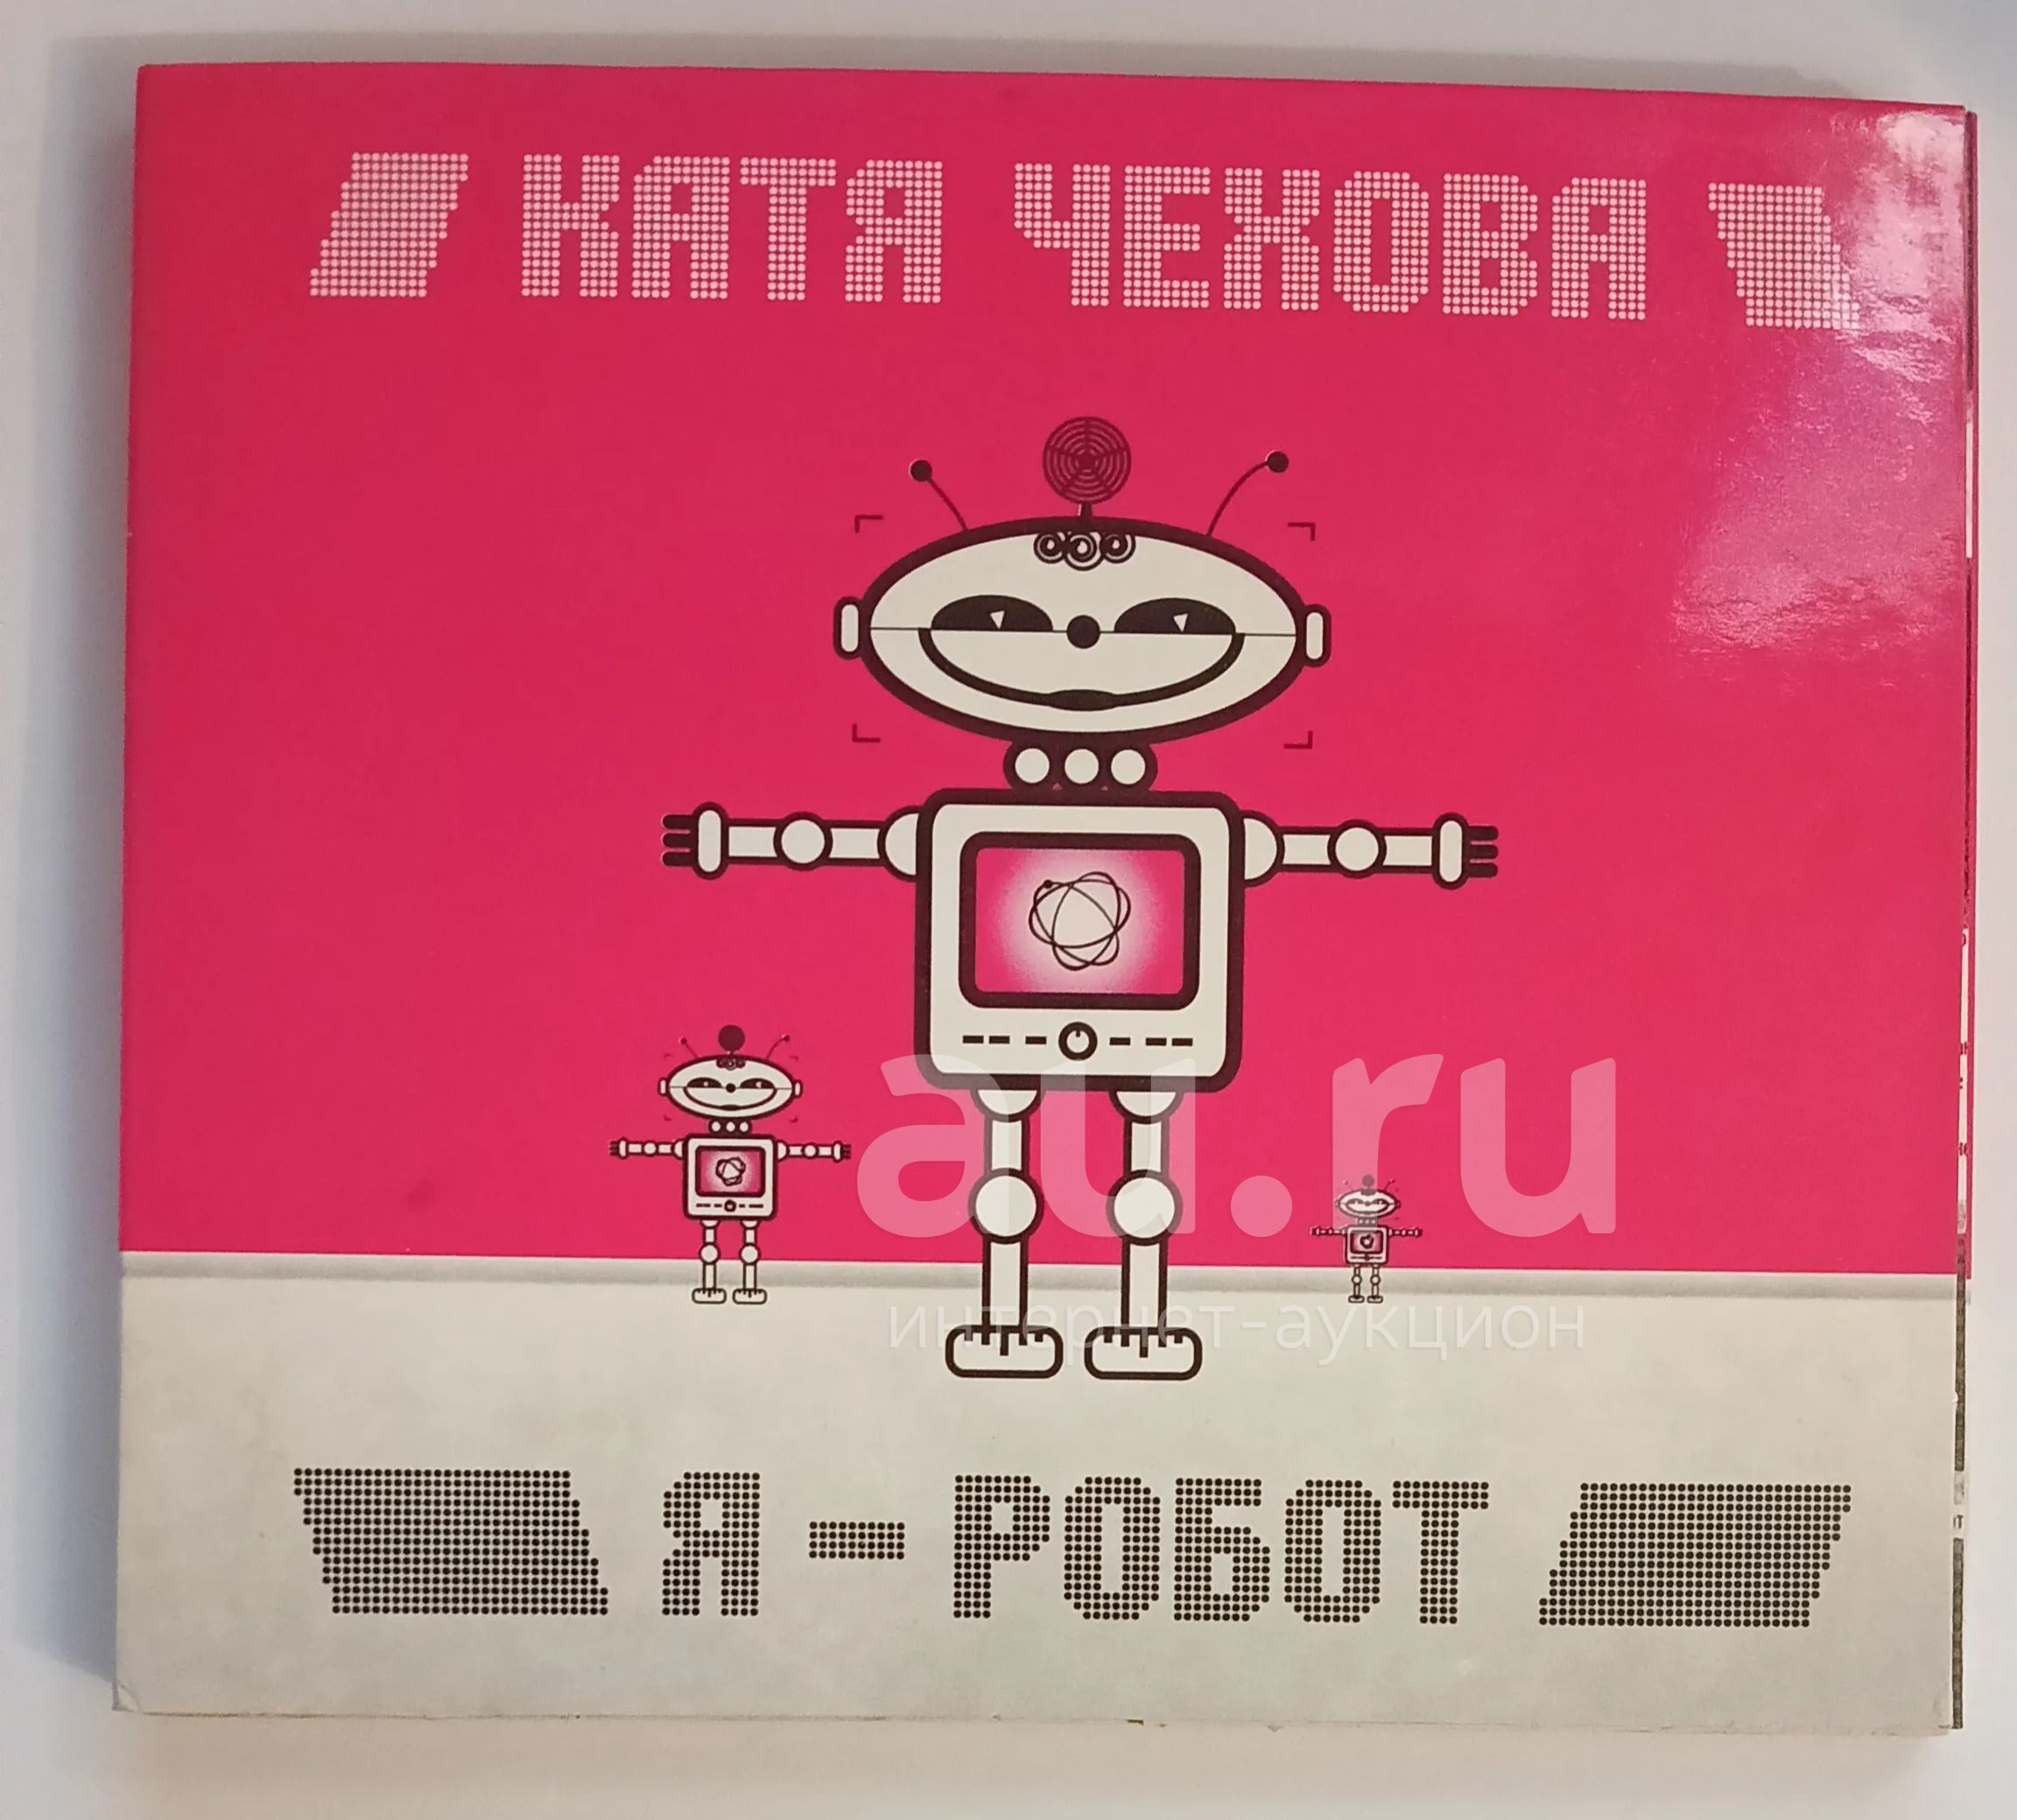 КАТЯ ЧЕХОВА
au.ru
интернет-аукцион
Я - РОБОТ